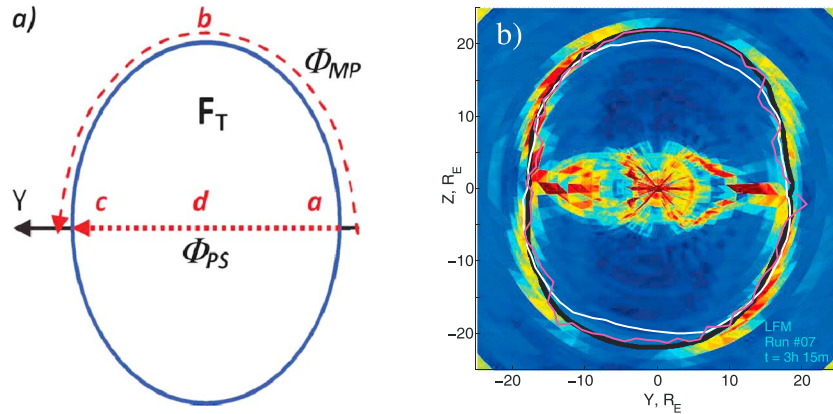 a)
b
Φ_MP
F_T
Y
c
d
a
Φ_PS
b)
Z, R_E
20
10
0
-10
-20
LFM
Run #07
t = 3h 15m
−20
−10
0
10
20
Y, R_E